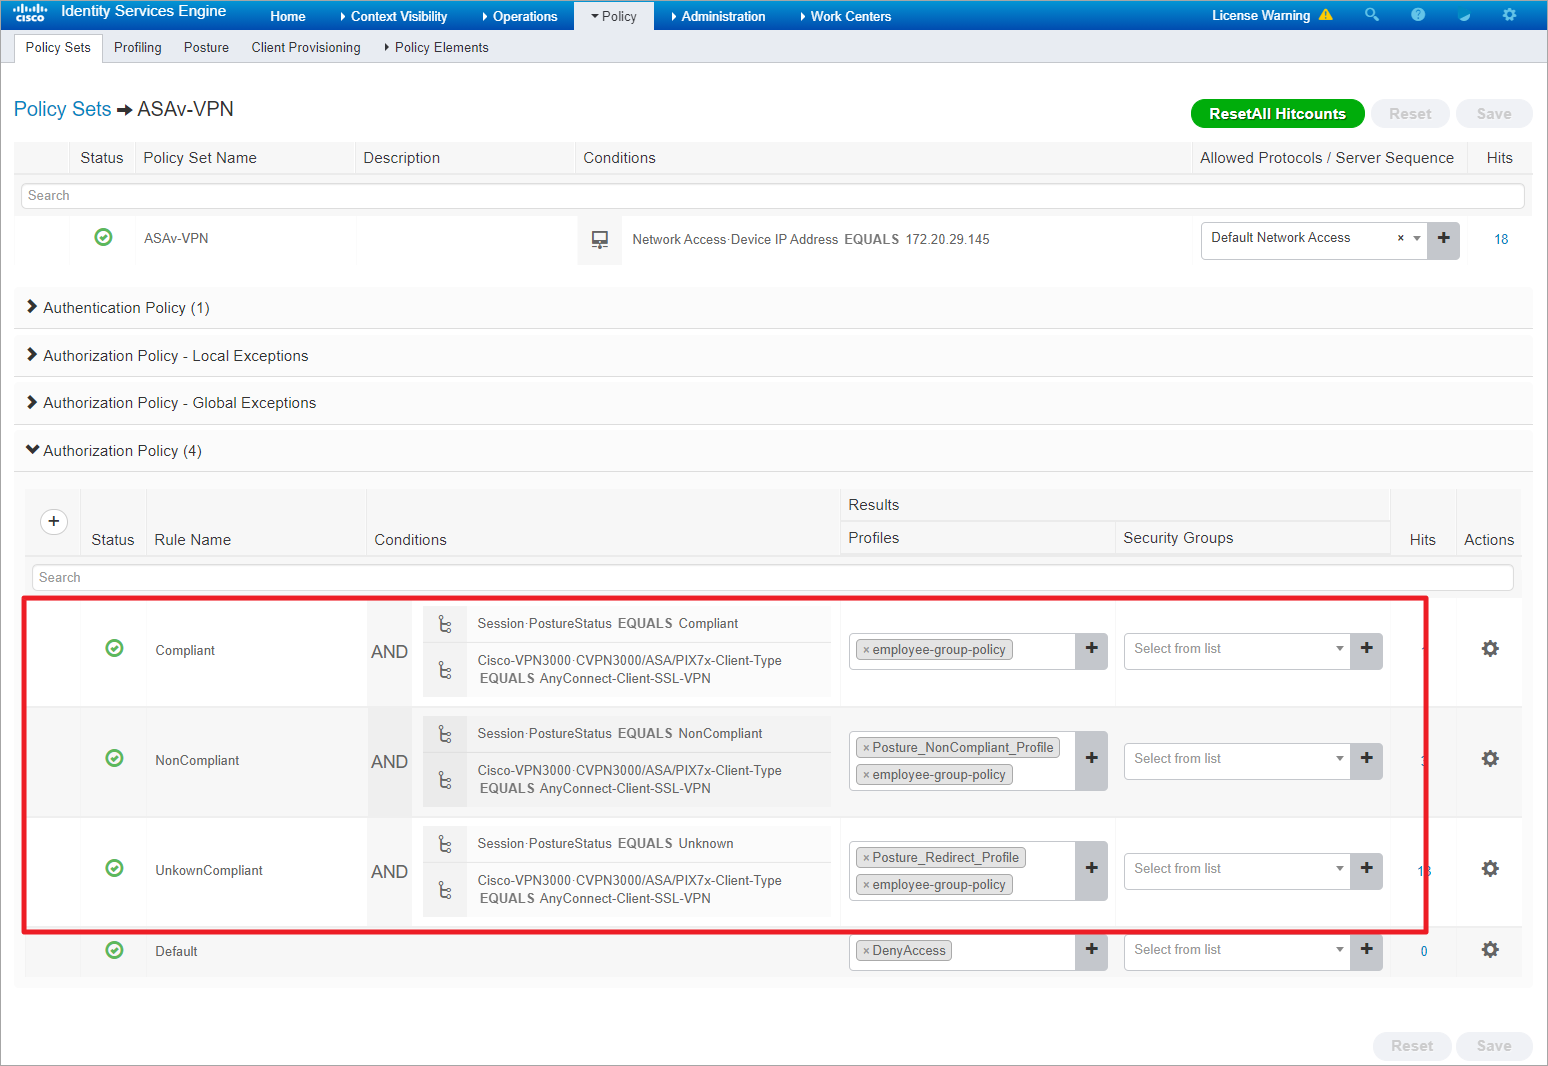 cisco Identity Services Engine Home Context Visibility Operations Policy Administration Work Centers License Warning
Policy Sets Profiling Posture Client Provisioning Policy Elements
Policy Sets ASAv-VPN
ResetAll Hitcounts Reset Save
Status Policy Set Name Description Conditions Allowed Protocols / Server Sequence Hits
Search
ASAv-VPN Network Access·Device IP Address EQUALS 172.20.29.145 Default Network Access × + 18
Authentication Policy (1)
Authorization Policy - Local Exceptions
Authorization Policy - Global Exceptions
Authorization Policy (4)
Results
+ Status Rule Name Conditions Profiles Security Groups Hits Actions
Search
Session·PostureStatus EQUALS Compliant
Compliant AND × employee-group-policy + Select from list +
Cisco-VPN3000·CVPN3000/ASA/PIX7x-Client-Type
EQUALS AnyConnect-Client-SSL-VPN
Session·PostureStatus EQUALS NonCompliant
× Posture_NonCompliant_Profile
NonCompliant AND + Select from list +
Cisco-VPN3000·CVPN3000/ASA/PIX7x-Client-Type × employee-group-policy
EQUALS AnyConnect-Client-SSL-VPN
Session·PostureStatus EQUALS Unknown
× Posture_Redirect_Profile
UnkownCompliant AND + Select from list +
Cisco-VPN3000·CVPN3000/ASA/PIX7x-Client-Type × employee-group-policy
EQUALS AnyConnect-Client-SSL-VPN
Default × DenyAccess + Select from list + 0
Reset Save